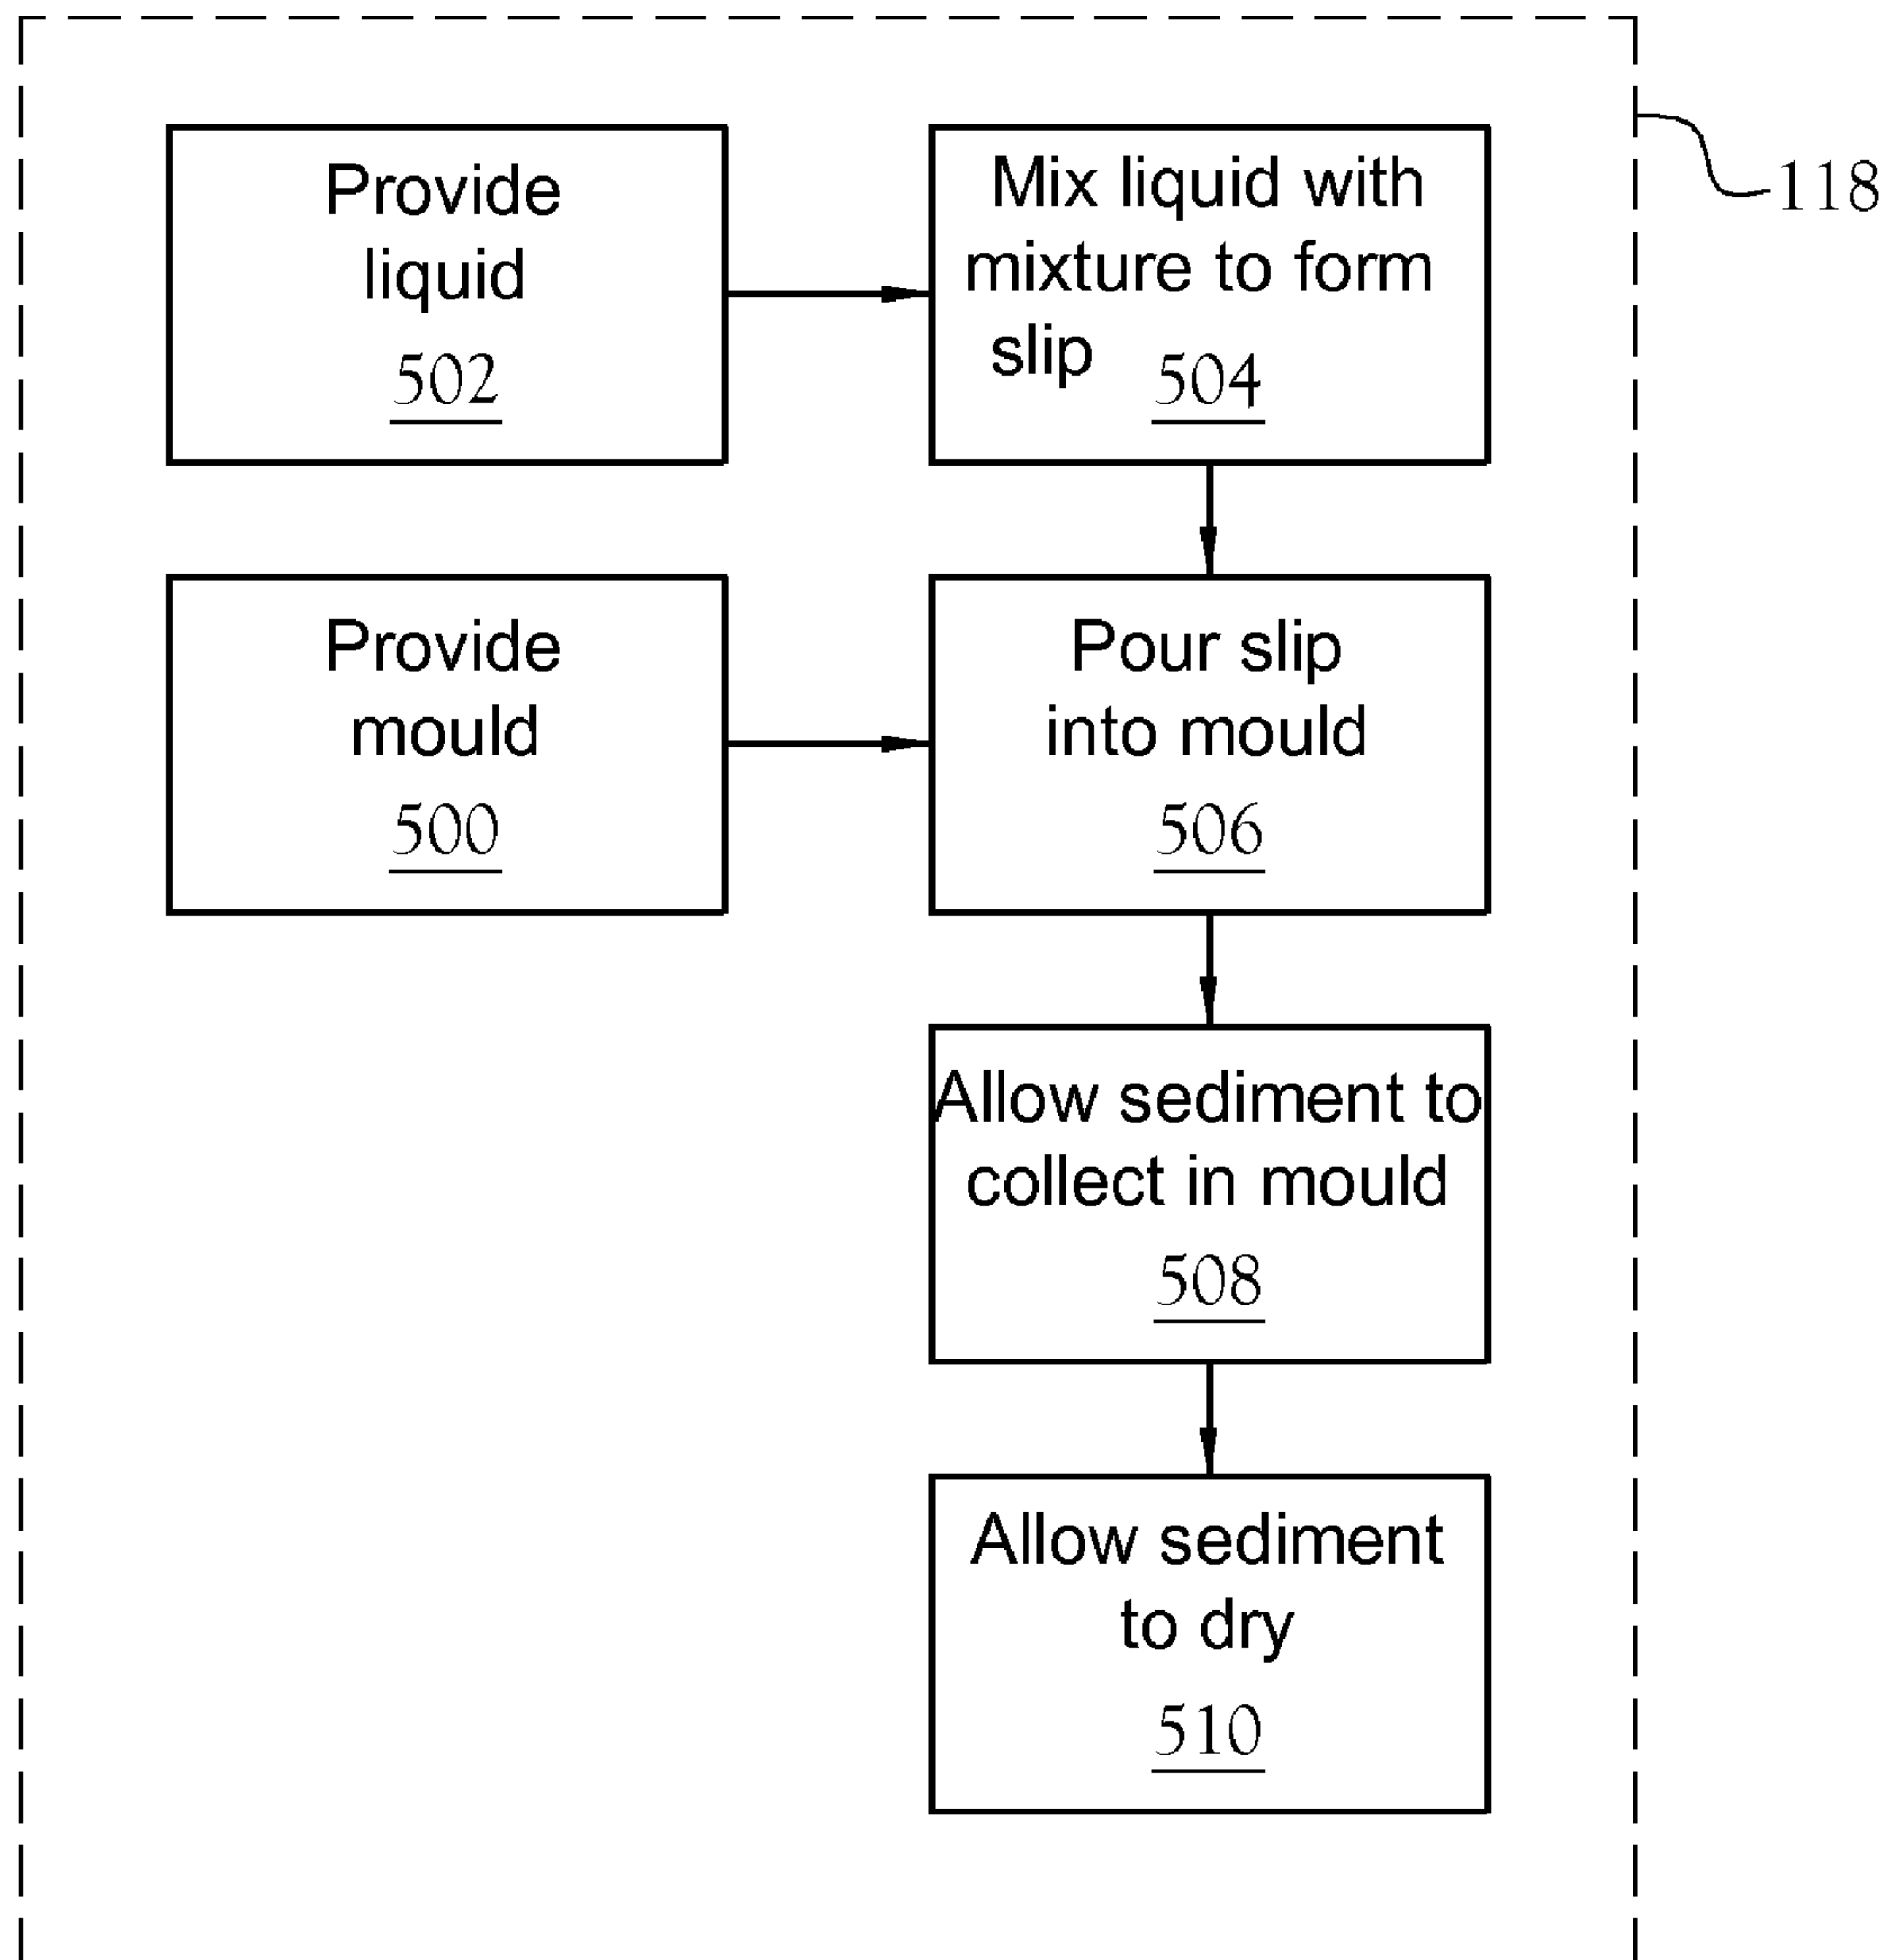 Provide
liquid
502
Mix liquid with
mixture to form
slip 504
118
Provide
mould
500
Pour slip
into mould
506
Allow sediment to
collect in mould
508
Allow sediment
to dry
510